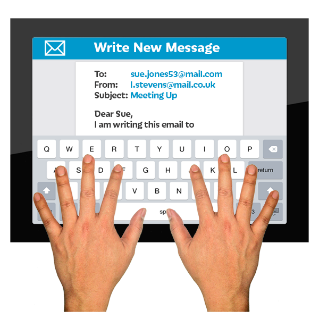 Write New Message
To: sue.jones53@mail.com
From: l.stevens@mail.co.uk
Subject: Meeting Up
Dear Sue,
I am writing this email to
Q W E R T Y U I O P
A S D F G H K L return
V B N